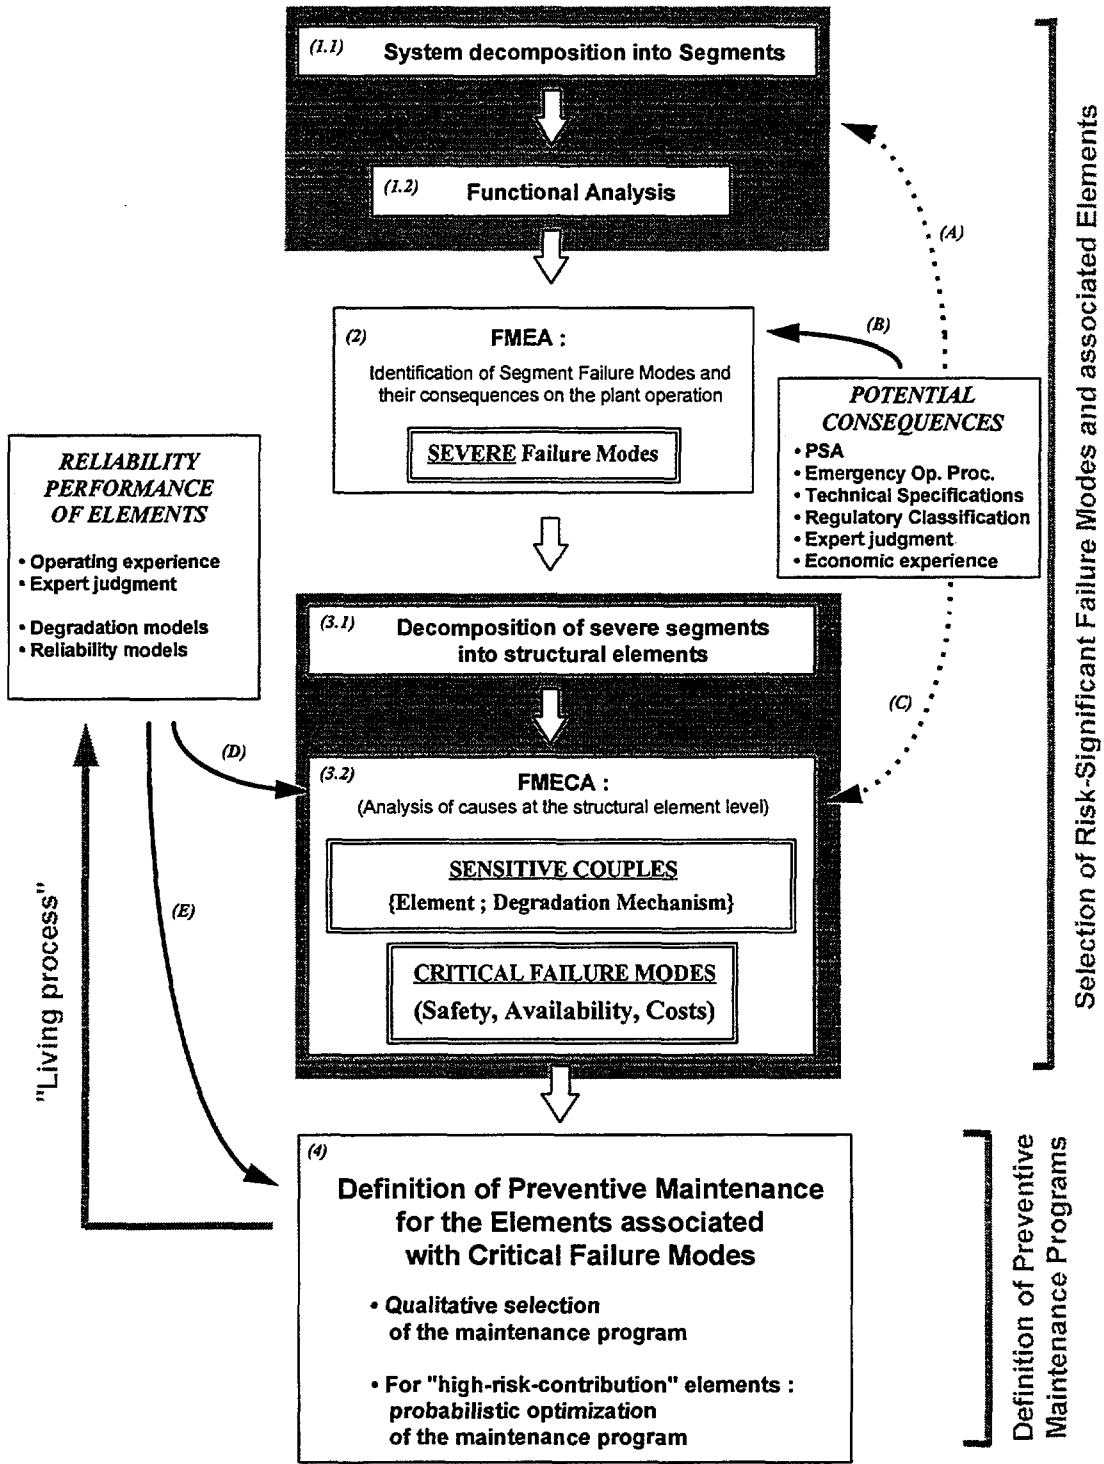 (1.1) System decomposition into Segments
(1.2) Functional Analysis
(A)
(2) FMEA :
Identification of Segment Failure Modes and
their consequences on the plant operation
SEVERE Failure Modes
(B)
POTENTIAL
CONSEQUENCES
• PSA
• Emergency Op. Proc.
• Technical Specifications
• Regulatory Classification
• Expert judgment
• Economic experience
RELIABILITY
PERFORMANCE
OF ELEMENTS
• Operating experience
• Expert judgment
• Degradation models
• Reliability models
(3.1) Decomposition of severe segments
into structural elements
(C)
(D)
(3.2) FMECA :
(Analysis of causes at the structural element level)
SENSITIVE COUPLES
{Element ; Degradation Mechanism}
CRITICAL FAILURE MODES
(Safety, Availability, Costs)
(E)
"Living process"
(4)
Definition of Preventive Maintenance
for the Elements associated
with Critical Failure Modes
• Qualitative selection
of the maintenance program
• For "high-risk-contribution" elements :
probabilistic optimization
of the maintenance program
Selection of Risk-Significant Failure Modes and associated Elements
Definition of Preventive
Maintenance Programs